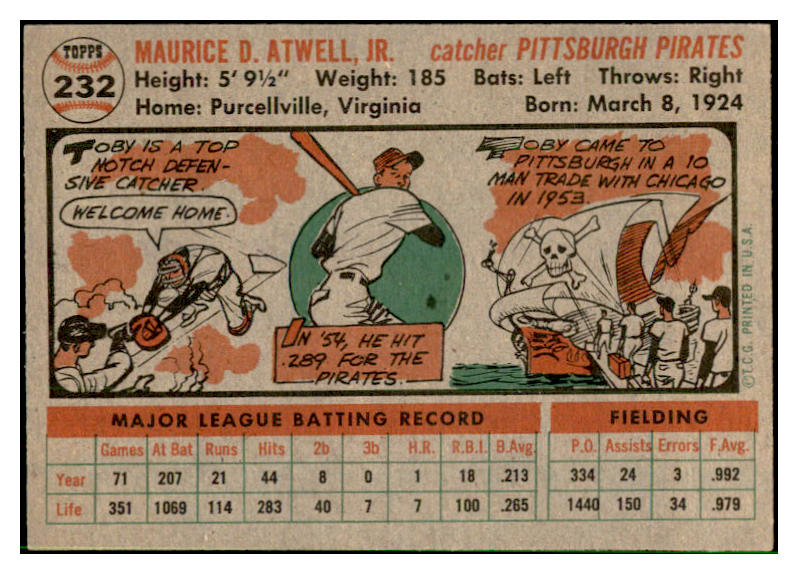 TOPPS
232
MAURICE D. ATWELL, JR. catcher PITTSBURGH PIRATES
Height: 5' 9½" Weight: 185 Bats: Left Throws: Right
Home: Purcellville, Virginia Born: March 8, 1924
TOBY IS A TOP
NOTCH DEFEN-
SIVE CATCHER.
WELCOME HOME.
IN '54, HE HIT
.289 FOR THE
PIRATES.
TOBY CAME TO
PITTSBURGH IN A 10
MAN TRADE WITH CHICAGO
IN 1953.
©T.C.G. PRINTED IN U.S.A.
MAJOR LEAGUE BATTING RECORD FIELDING
Games At Bat Runs Hits 2b 3b H.R. R.B.I. B.Avg. P.O. Assists Errors F.Avg.
Year 71 207 21 44 8 0 1 18 .213 334 24 3 .992
Life 351 1069 114 283 40 7 7 100 .265 1440 150 34 .979